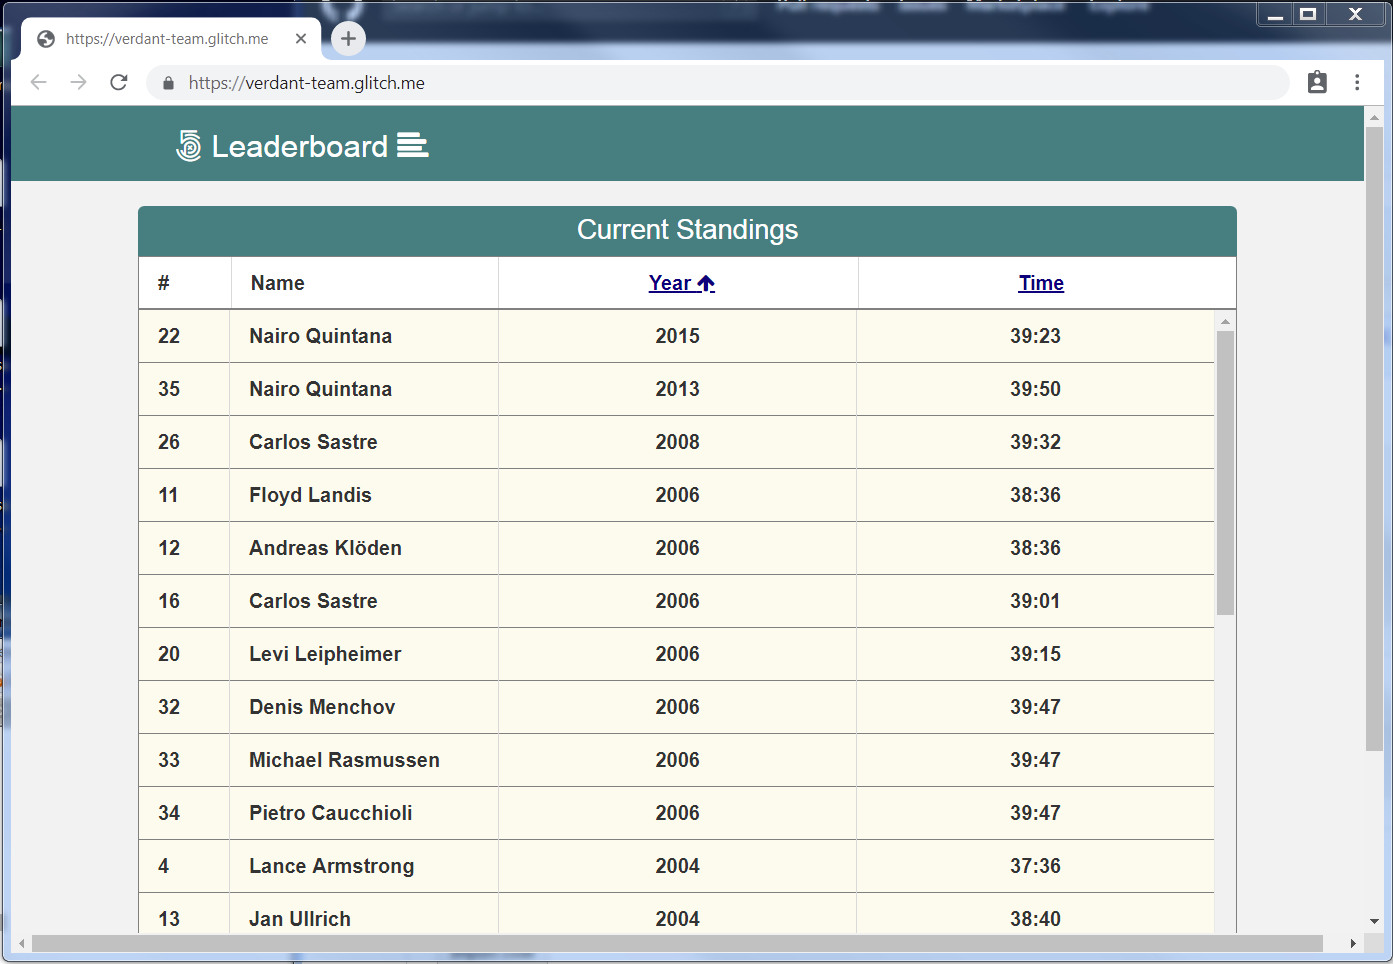 https://verdant-team.glitch.me
https://verdant-team.glitch.me
Leaderboard
Current Standings
# Name Year Time
22 Nairo Quintana 2015 39:23
35 Nairo Quintana 2013 39:50
26 Carlos Sastre 2008 39:32
11 Floyd Landis 2006 38:36
12 Andreas Klöden 2006 38:36
16 Carlos Sastre 2006 39:01
20 Levi Leipheimer 2006 39:15
32 Denis Menchov 2006 39:47
33 Michael Rasmussen 2006 39:47
34 Pietro Caucchioli 2006 39:47
4 Lance Armstrong 2004 37:36
13 Jan Ullrich 2004 38:40